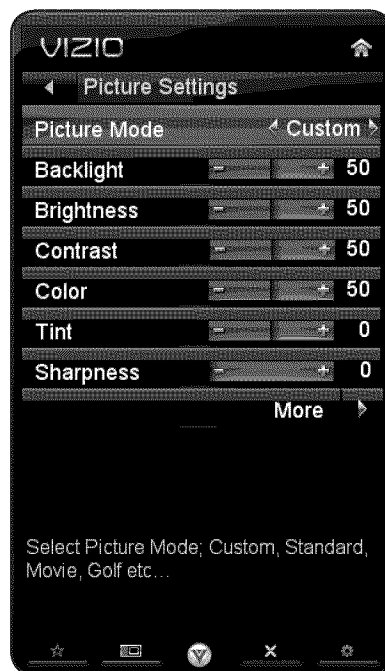 VIZIO
Picture Settings
Picture Mode Custom
Backlight - + 50
Brightness - + 50
Contrast - + 50
Color - + 50
Tint - + 0
Sharpness - + 0
More
Select Picture Mode; Custom, Standard,
Movie, Golf etc...
V